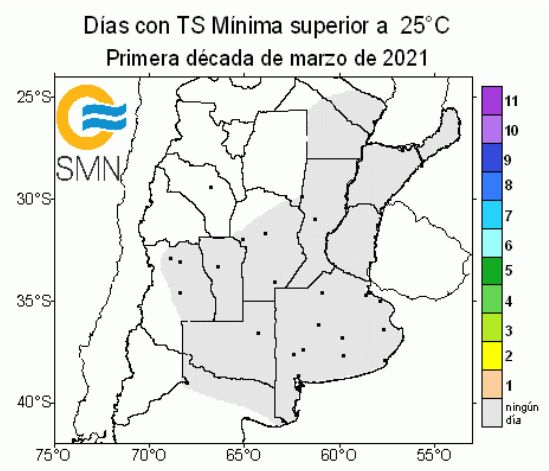 Días con TS Mínima superior a 25°C
Primera década de marzo de 2021
SMN
25°S
30°S
35°S
40°S
75°O
70°O
65°O
60°O
55°O
11
10
9
8
7
6
5
4
3
2
1
ningún
día